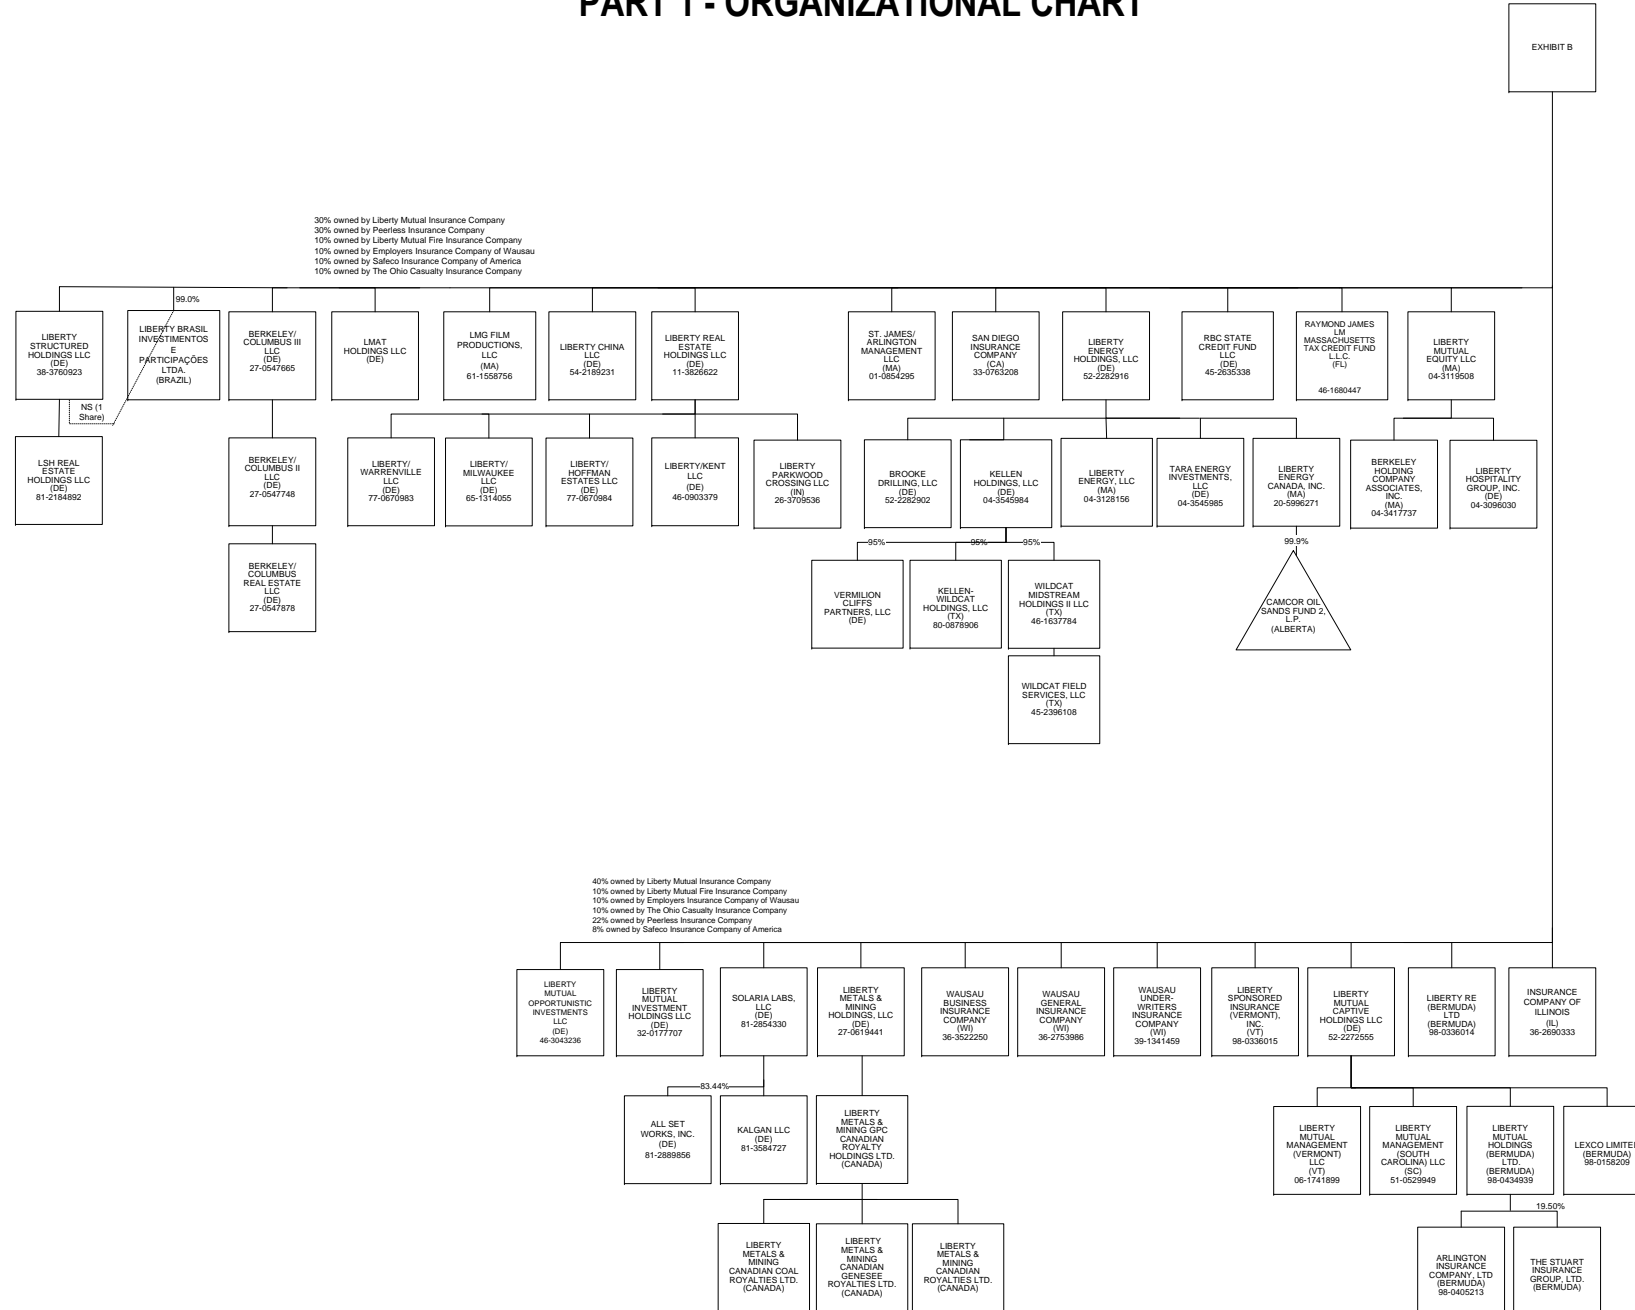 PART 1 - ORGANIZATIONAL CHART
EXHIBIT B
30% owned by Liberty Mutual Insurance Company
30% owned by Peerless Insurance Company
10% owned by Liberty Mutual Fire Insurance Company
10% owned by Employers Insurance Company of Wausau
10% owned by Safeco Insurance Company of America
10% owned by The Ohio Casualty Insurance Company
99.0%
LIBERTY
STRUCTURED
HOLDINGS LLC
(DE)
38-3760923
LIBERTY BRASIL
INVESTIMENTOS
E
PARTICIPAÇÕES
LTDA.
(BRAZIL)
BERKELEY/
COLUMBUS III
LLC
(DE)
27-0547665
LMAT
HOLDINGS LLC
(DE)
LMG FILM
PRODUCTIONS,
LLC
(MA)
61-1558756
LIBERTY CHINA
LLC
(DE)
54-2189231
LIBERTY REAL
ESTATE
HOLDINGS LLC
(DE)
11-3826622
ST. JAMES/
ARLINGTON
MANAGEMENT
LLC
(MA)
01-0854295
SAN DIEGO
INSURANCE
COMPANY
(CA)
33-0763208
LIBERTY
ENERGY
HOLDINGS, LLC
(DE)
52-2282916
RBC STATE
CREDIT FUND
LLC
(DE)
45-2635338
RAYMOND JAMES
LM
MASSACHUSETTS
TAX CREDIT FUND
L.L.C.
(FL)
46-1680447
LIBERTY
MUTUAL
EQUITY LLC
(MA)
04-3119508
NS (1
Share)
LSH REAL
ESTATE
HOLDINGS LLC
(DE)
81-2184892
BERKELEY/
COLUMBUS II
LLC
(DE)
27-0547748
LIBERTY/
WARRENVILLE
LLC
(DE)
77-0670983
LIBERTY/
MILWAUKEE
LLC
(DE)
65-1314055
LIBERTY/
HOFFMAN
ESTATES LLC
(DE)
77-0670984
LIBERTY/KENT
LLC
(DE)
46-0903379
LIBERTY
PARKWOOD
CROSSING LLC
(IN)
26-3709536
BROOKE
DRILLING, LLC
(DE)
52-2282902
KELLEN
HOLDINGS, LLC
(DE)
04-3545984
LIBERTY
ENERGY, LLC
(MA)
04-3128156
TARA ENERGY
INVESTMENTS,
LLC
(DE)
04-3545985
LIBERTY
ENERGY
CANADA, INC.
(MA)
20-5996271
BERKELEY
HOLDING
COMPANY
ASSOCIATES,
INC.
(MA)
04-3417737
LIBERTY
HOSPITALITY
GROUP, INC.
(DE)
04-3096030
BERKELEY/
COLUMBUS
REAL ESTATE
LLC
(DE)
27-0547878
95%
95%
95%
99.9%
VERMILION
CLIFFS
PARTNERS, LLC
(DE)
KELLEN-
WILDCAT
HOLDINGS, LLC
(TX)
80-0878906
WILDCAT
MIDSTREAM
HOLDINGS II LLC
(TX)
46-1637784
CAMCOR OIL
SANDS FUND 2,
L.P.
(ALBERTA)
WILDCAT FIELD
SERVICES, LLC
(TX)
45-2396108
40% owned by Liberty Mutual Insurance Company
10% owned by Liberty Mutual Fire Insurance Company
10% owned by Employers Insurance Company of Wausau
10% owned by The Ohio Casualty Insurance Company
22% owned by Peerless Insurance Company
8% owned by Safeco Insurance Company of America
LIBERTY
MUTUAL
OPPORTUNISTIC
INVESTMENTS
LLC
(DE)
46-3043236
LIBERTY
MUTUAL
INVESTMENT
HOLDINGS LLC
(DE)
32-0177707
SOLARIA LABS,
LLC
(DE)
81-2854330
LIBERTY
METALS &
MINING
HOLDINGS, LLC
(DE)
27-0619441
WAUSAU
BUSINESS
INSURANCE
COMPANY
(WI)
36-3522250
WAUSAU
GENERAL
INSURANCE
COMPANY
(WI)
36-2753986
WAUSAU
UNDER-
WRITERS
INSURANCE
COMPANY
(WI)
39-1341459
LIBERTY
SPONSORED
INSURANCE
(VERMONT),
INC.
(VT)
98-0336015
LIBERTY
MUTUAL
CAPTIVE
HOLDINGS LLC
(DE)
52-2272555
LIBERTY RE
(BERMUDA)
LTD
(BERMUDA)
98-0336014
INSURANCE
COMPANY OF
ILLINOIS
(IL)
36-2690333
83.44%
ALL SET
WORKS, INC.
(DE)
81-2889856
KALGAN LLC
(DE)
81-3584727
LIBERTY
METALS &
MINING GPC
CANADIAN
ROYALTY
HOLDINGS LTD.
(CANADA)
LIBERTY
MUTUAL
MANAGEMENT
(VERMONT)
LLC
(VT)
06-1741899
LIBERTY
MUTUAL
MANAGEMENT
(SOUTH
CAROLINA) LLC
(SC)
51-0529949
LIBERTY
MUTUAL
HOLDINGS
(BERMUDA)
LTD.
(BERMUDA)
98-0434939
LEXCO LIMITE
(BERMUDA)
98-0158209
19.50%
LIBERTY
METALS &
MINING
CANADIAN COAL
ROYALTIES LTD.
(CANADA)
LIBERTY
METALS &
MINING
CANADIAN
GENESEE
ROYALTIES LTD.
(CANADA)
LIBERTY
METALS &
MINING
CANADIAN
ROYALTIES LTD.
(CANADA)
ARLINGTON
INSURANCE
COMPANY, LTD
(BERMUDA)
98-0405213
THE STUART
INSURANCE
GROUP, LTD.
(BERMUDA)